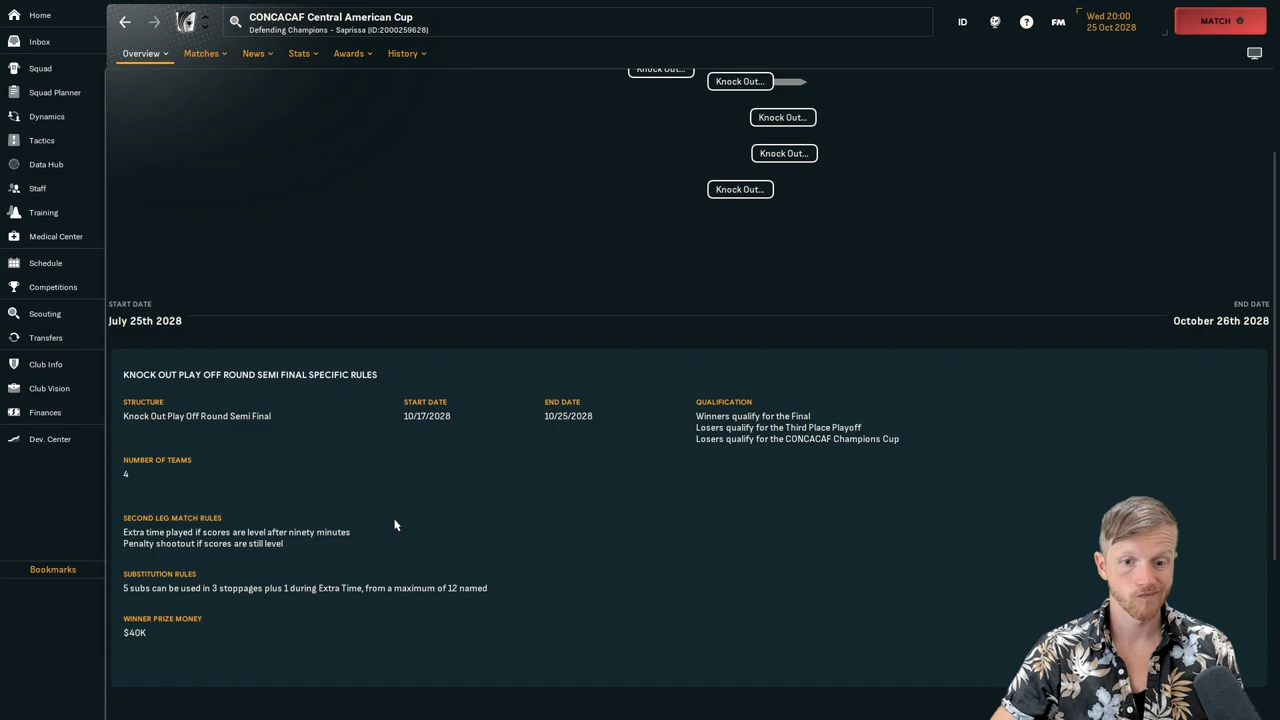 Home
CONCACAF Central American Cup
Defending Champions - Saprissa [ID:2000259628]
ID
?
FM
Wed 20:00
25 Oct 2028
MATCH
Inbox
Overview
Matches
News
Stats
Awards
History
Squad
Squad Planner
Dynamics
Tactics
Data Hub
Staff
Training
Medical Center
Schedule
Competitions
Scouting
Transfers
Club Info
Club Vision
Finances
Dev. Center
Bookmarks
Knock Out...
Knock Out...
Knock Out...
Knock Out...
Knock Out...
START DATE
July 25th 2028
END DATE
October 26th 2028
KNOCK OUT PLAY OFF ROUND SEMI FINAL SPECIFIC RULES
STRUCTURE
Knock Out Play Off Round Semi Final
START DATE
10/17/2028
END DATE
10/25/2028
QUALIFICATION
Winners qualify for the Final
Losers qualify for the Third Place Playoff
Losers qualify for the CONCACAF Champions Cup
NUMBER OF TEAMS
4
SECOND LEG MATCH RULES
Extra time played if scores are level after ninety minutes
Penalty shootout if scores are still level
SUBSTITUTION RULES
5 subs can be used in 3 stoppages plus 1 during Extra Time, from a maximum of 12 named
WINNER PRIZE MONEY
$40K